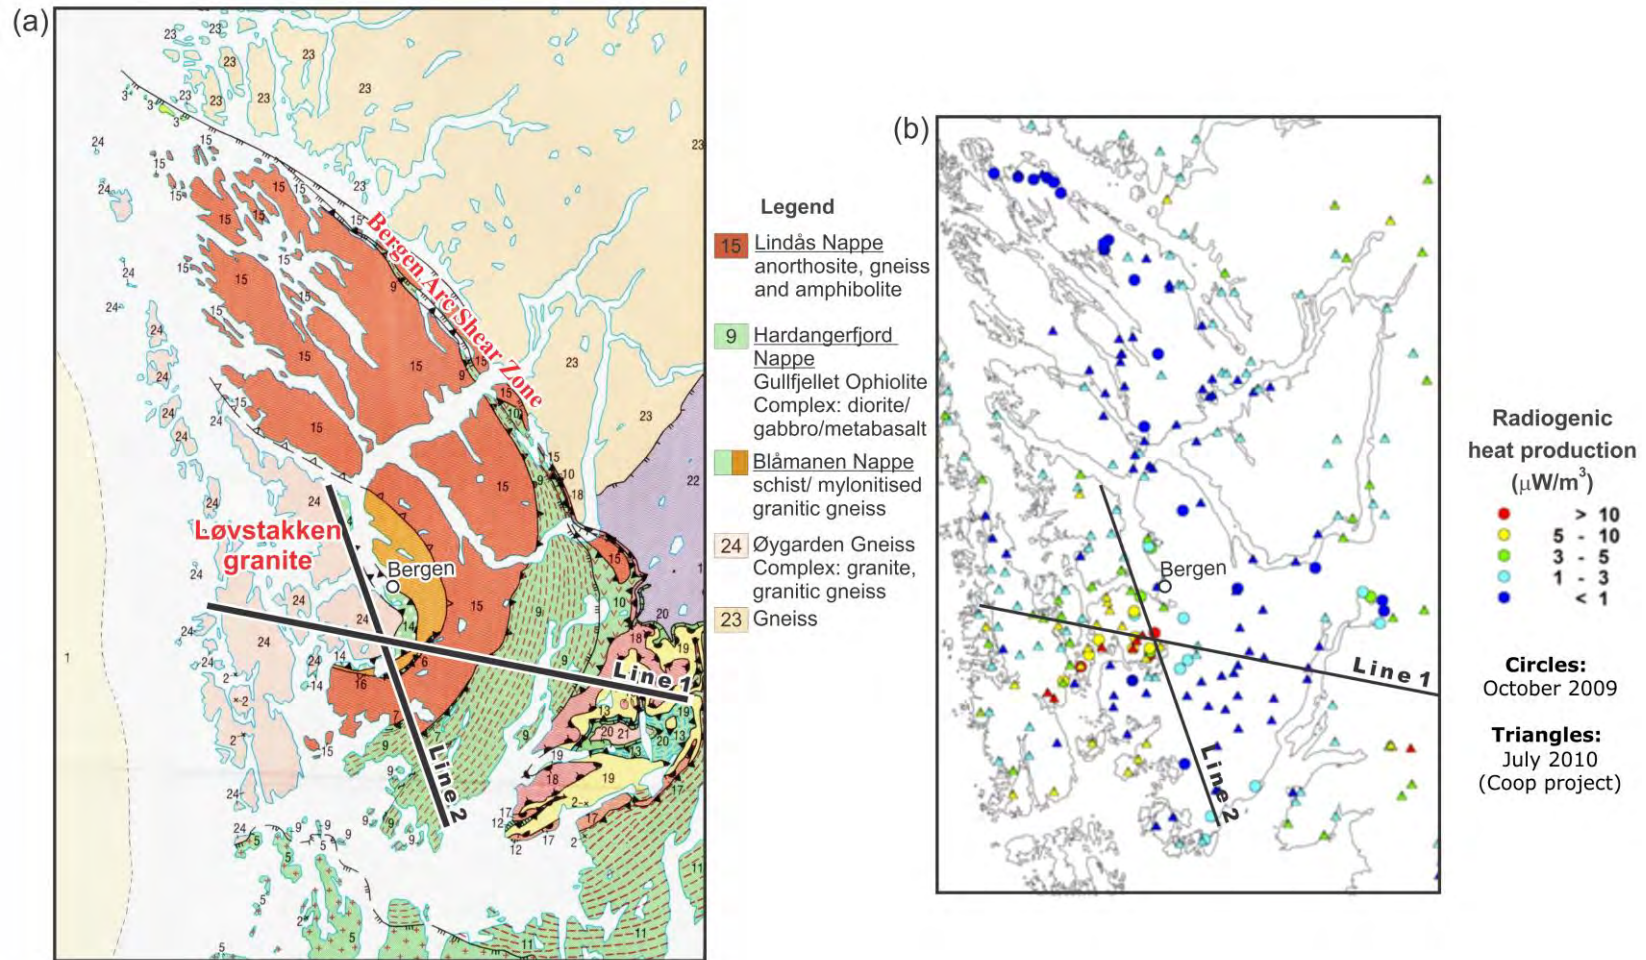 (a)
Bergen Arc Shear Zone
Løvstakken
granite
Bergen
Line 1
Line 2
Legend
15 Lindås Nappe
anorthosite, gneiss
and amphibolite
9 Hardangerfjord
Nappe
Gullfjellet Ophiolite
Complex: diorite/
gabbro/metabasalt
Blåmanen Nappe
schist/ mylonitised
granitic gneiss
24 Øygarden Gneiss
Complex: granite,
granitic gneiss
23 Gneiss
(b)
Bergen
Line 1
Line 2
Radiogenic
heat production
(μW/m³)
> 10
5 - 10
3 - 5
1 - 3
< 1
Circles:
October 2009
Triangles:
July 2010
(Coop project)